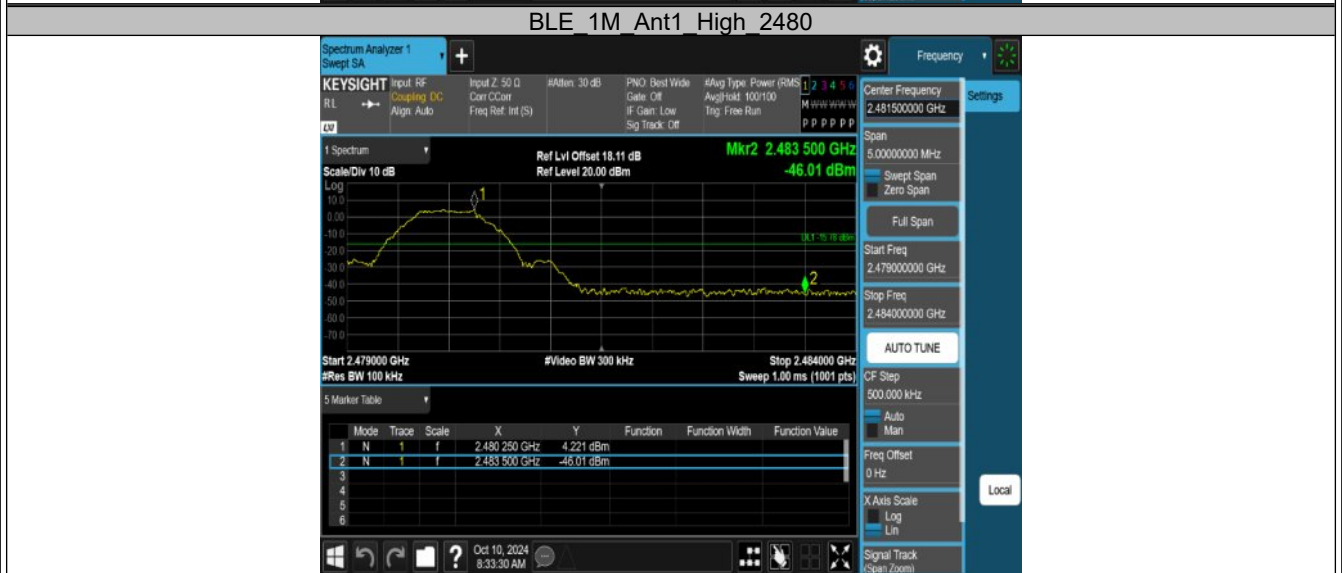 BLE_1M_Ant1_High_2480
Spectrum Analyzer 1
Swept SA
+
Frequency
KEYSIGHT
RL
LXI
Input: RF
Coupling: DC
Align: Auto
Input Z: 50 Ω
Corr CCorr
Freq Ref: Int (S)
#Atten: 30 dB
PNO: Best Wide
Gate: Off
IF Gain: Low
Sig Track: Off
#Avg Type: Power (RMS
Avg|Hold: 100/100
Trig: Free Run
1 2 3 4 5 6
M W W W W W
P P P P P P
Center Frequency
2.481500000 GHz
Settings
Span
5.00000000 MHz
Swept Span
Zero Span
Full Span
Start Freq
2.479000000 GHz
Stop Freq
2.484000000 GHz
AUTO TUNE
CF Step
500.000 kHz
Auto
Man
Freq Offset
0 Hz
X Axis Scale
Log
Lin
Signal Track
(Span Zoom)
Local
1 Spectrum
Scale/Div 10 dB
Ref Lvl Offset 18.11 dB
Ref Level 20.00 dBm
Mkr2 2.483 500 GHz
-46.01 dBm
Log
10.0
0.00
-10.0
-20.0
-30.0
-40.0
-50.0
-60.0
-70.0
1
2
DL1 -15.78 dBm
Start 2.479000 GHz
#Video BW 300 kHz
Stop 2.484000 GHz
#Res BW 100 kHz
Sweep 1.00 ms (1001 pts)
5 Marker Table
Mode Trace Scale X Y Function Function Width Function Value
1 N 1 f 2.480 250 GHz 4.221 dBm
2 N 1 f 2.483 500 GHz -46.01 dBm
3
4
5
6
?
Oct 10, 2024
8:33:30 AM